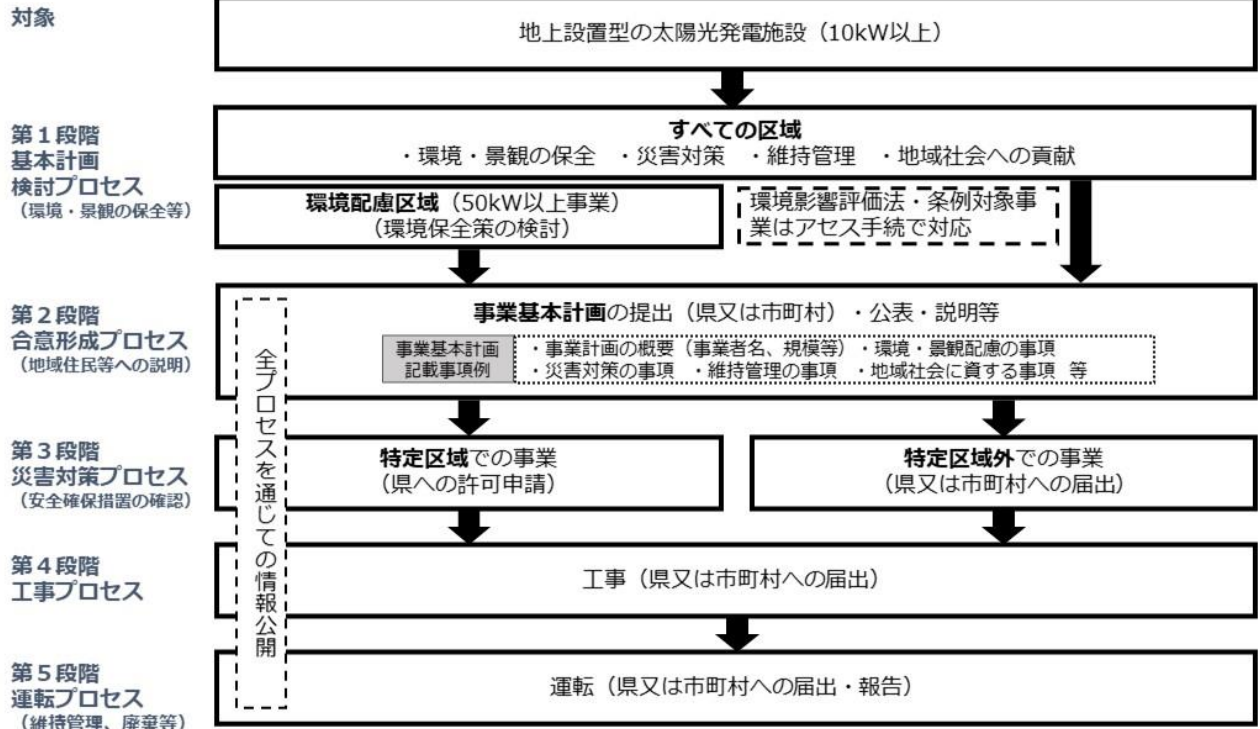 対象
地上設置型の太陽光発電施設（10kW以上）
第１段階
基本計画
検討プロセス
（環境・景観の保全等）
すべての区域
・環境・景観の保全　・災害対策　・維持管理　・地域社会への貢献
環境配慮区域（50kW以上事業）
（環境保全策の検討）
環境影響評価法・条例対象事
業はアセス手続で対応
第２段階
合意形成プロセス
（地域住民等への説明）
事業基本計画の提出（県又は市町村）・公表・説明等
事業基本計画
記載事項例
・事業計画の概要（事業者名、規模等）・環境・景観配慮の事項
・災害対策の事項　・維持管理の事項　・地域社会に資する事項　等
全プロセスを通じての情報公開
第３段階
災害対策プロセス
（安全確保措置の確認）
特定区域での事業
（県への許可申請）
特定区域外での事業
（県又は市町村への届出）
第４段階
工事プロセス
工事（県又は市町村への届出）
第５段階
運転プロセス
（維持管理、廃棄等）
運転（県又は市町村への届出・報告）